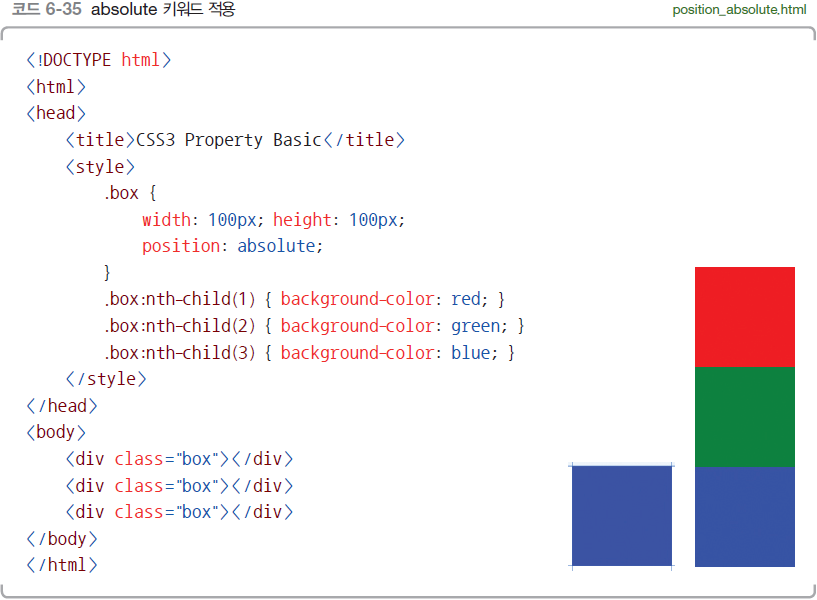 코드 6-35 absolute 키워드 적용
position_absolute.html
<!DOCTYPE html>
<html>
<head>
    <title>CSS3 Property Basic</title>
    <style>
        .box {
            width: 100px; height: 100px;
            position: absolute;
        }
        .box:nth-child(1) { background-color: red; }
        .box:nth-child(2) { background-color: green; }
        .box:nth-child(3) { background-color: blue; }
    </style>
</head>
<body>
    <div class="box"></div>
    <div class="box"></div>
    <div class="box"></div>
</body>
</html>